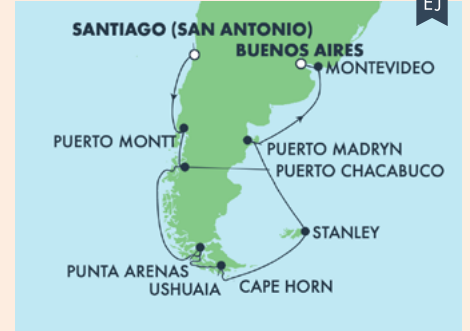 EJ
SANTIAGO (SAN ANTONIO)
BUENOS AIRES
MONTEVIDEO
PUERTO MONTT
PUERTO MADRYN
PUERTO CHACABUCO
STANLEY
PUNTA ARENAS
USHUAIA
CAPE HORN